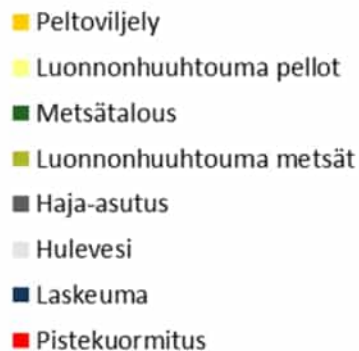 Peltoviljely
Luonnonhuuhtouma pellot
Metsätalous
Luonnonhuuhtouma metsät
Haja-asutus
Hulevesi
Laskeuma
Pistekuormitus